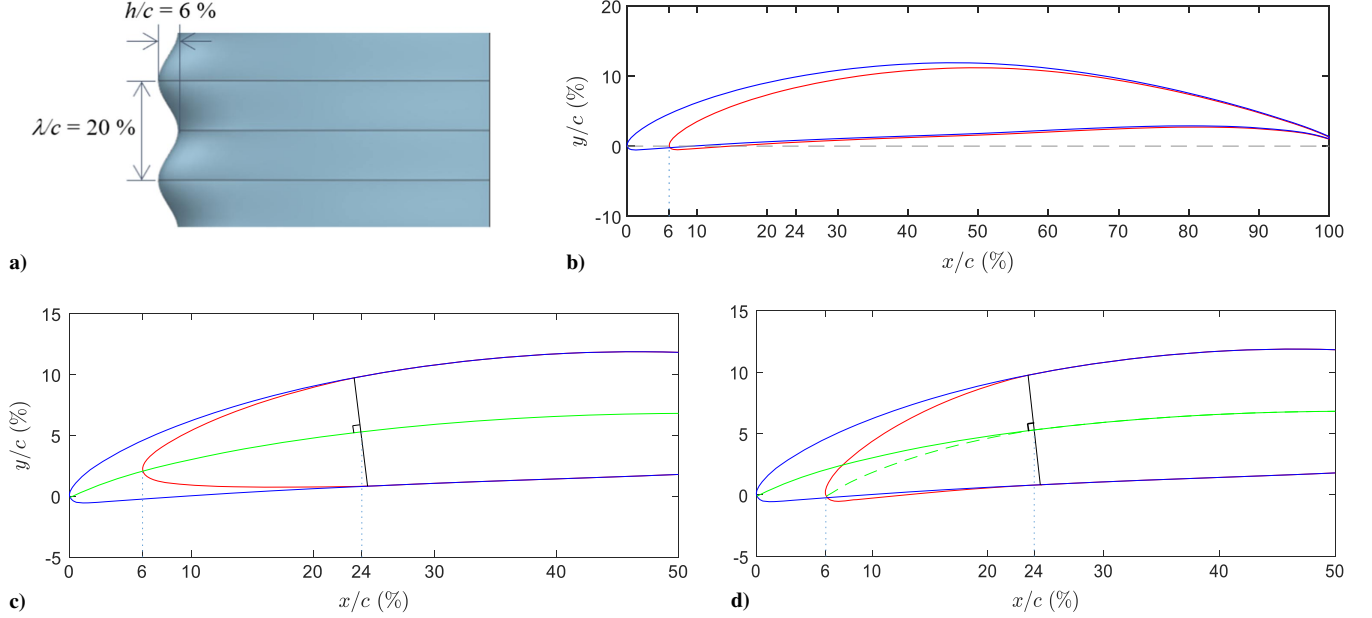 h/c = 6 %
λ/c = 20 %
a)
20
10
0
-10
y/c (%)
0 6 10 20 24 30 40 50 60 70 80 90 100
x/c (%)
b)
15
10
5
0
-5
y/c (%)
0 6 10 20 24 30 40 50
x/c (%)
c)
15
10
5
0
-5
y/c (%)
0 6 10 20 24 30 40 50
x/c (%)
d)